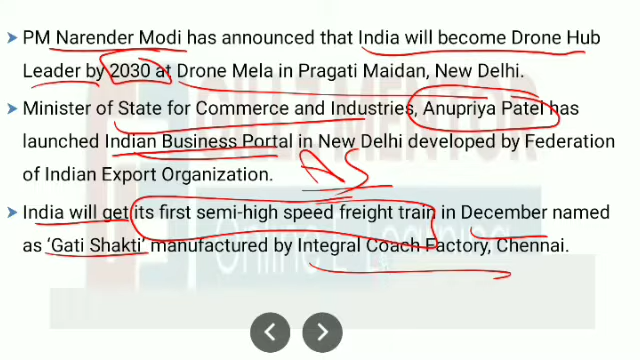 ➤ PM Narender Modi has announced that India will become Drone Hub
Leader by 2030 at Drone Mela in Pragati Maidan, New Delhi.
➤ Minister of State for Commerce and Industries, Anupriya Patel has
launched Indian Business Portal in New Delhi developed by Federation
of Indian Export Organization.
AS
➤ India will get its first semi-high speed freight train in December named
as ‘Gati Shakti’ manufactured by Integral Coach Factory, Chennai.